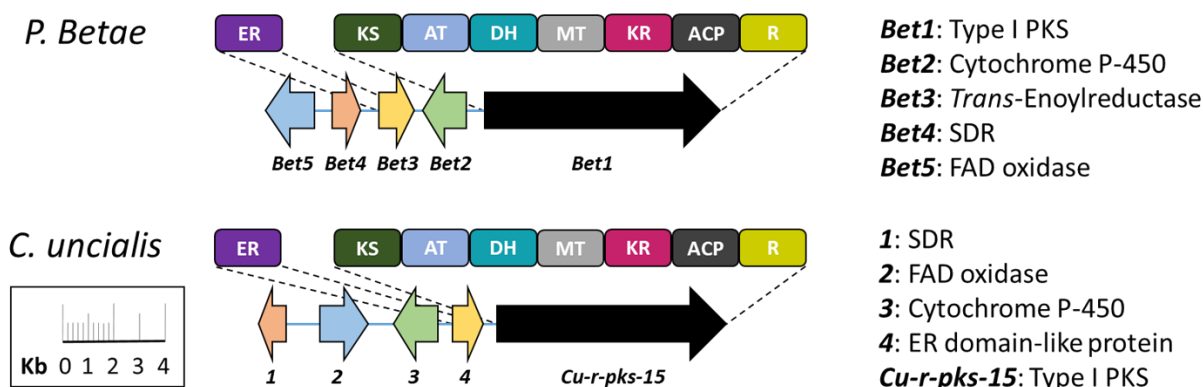 P. Betae
ER KS AT DH MT KR ACP R
Bet5 Bet4 Bet3 Bet2 Bet1
Bet1: Type I PKS
Bet2: Cytochrome P-450
Bet3: Trans-Enoylreductase
Bet4: SDR
Bet5: FAD oxidase
C. uncialis
ER KS AT DH MT KR ACP R
Kb 0 1 2 3 4
1 2 3 4 Cu-r-pks-15
1: SDR
2: FAD oxidase
3: Cytochrome P-450
4: ER domain-like protein
Cu-r-pks-15: Type I PKS